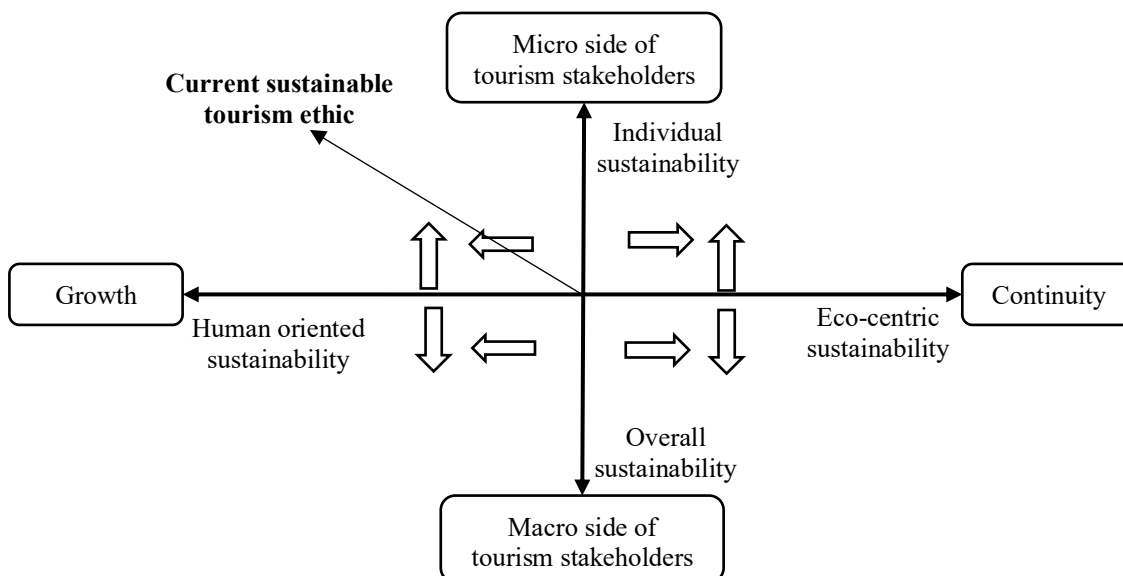 Micro side of
tourism stakeholders
Current sustainable
tourism ethic
Individual
sustainability
Growth
Continuity
Human oriented
sustainability
Eco-centric
sustainability
Overall
sustainability
Macro side of
tourism stakeholders